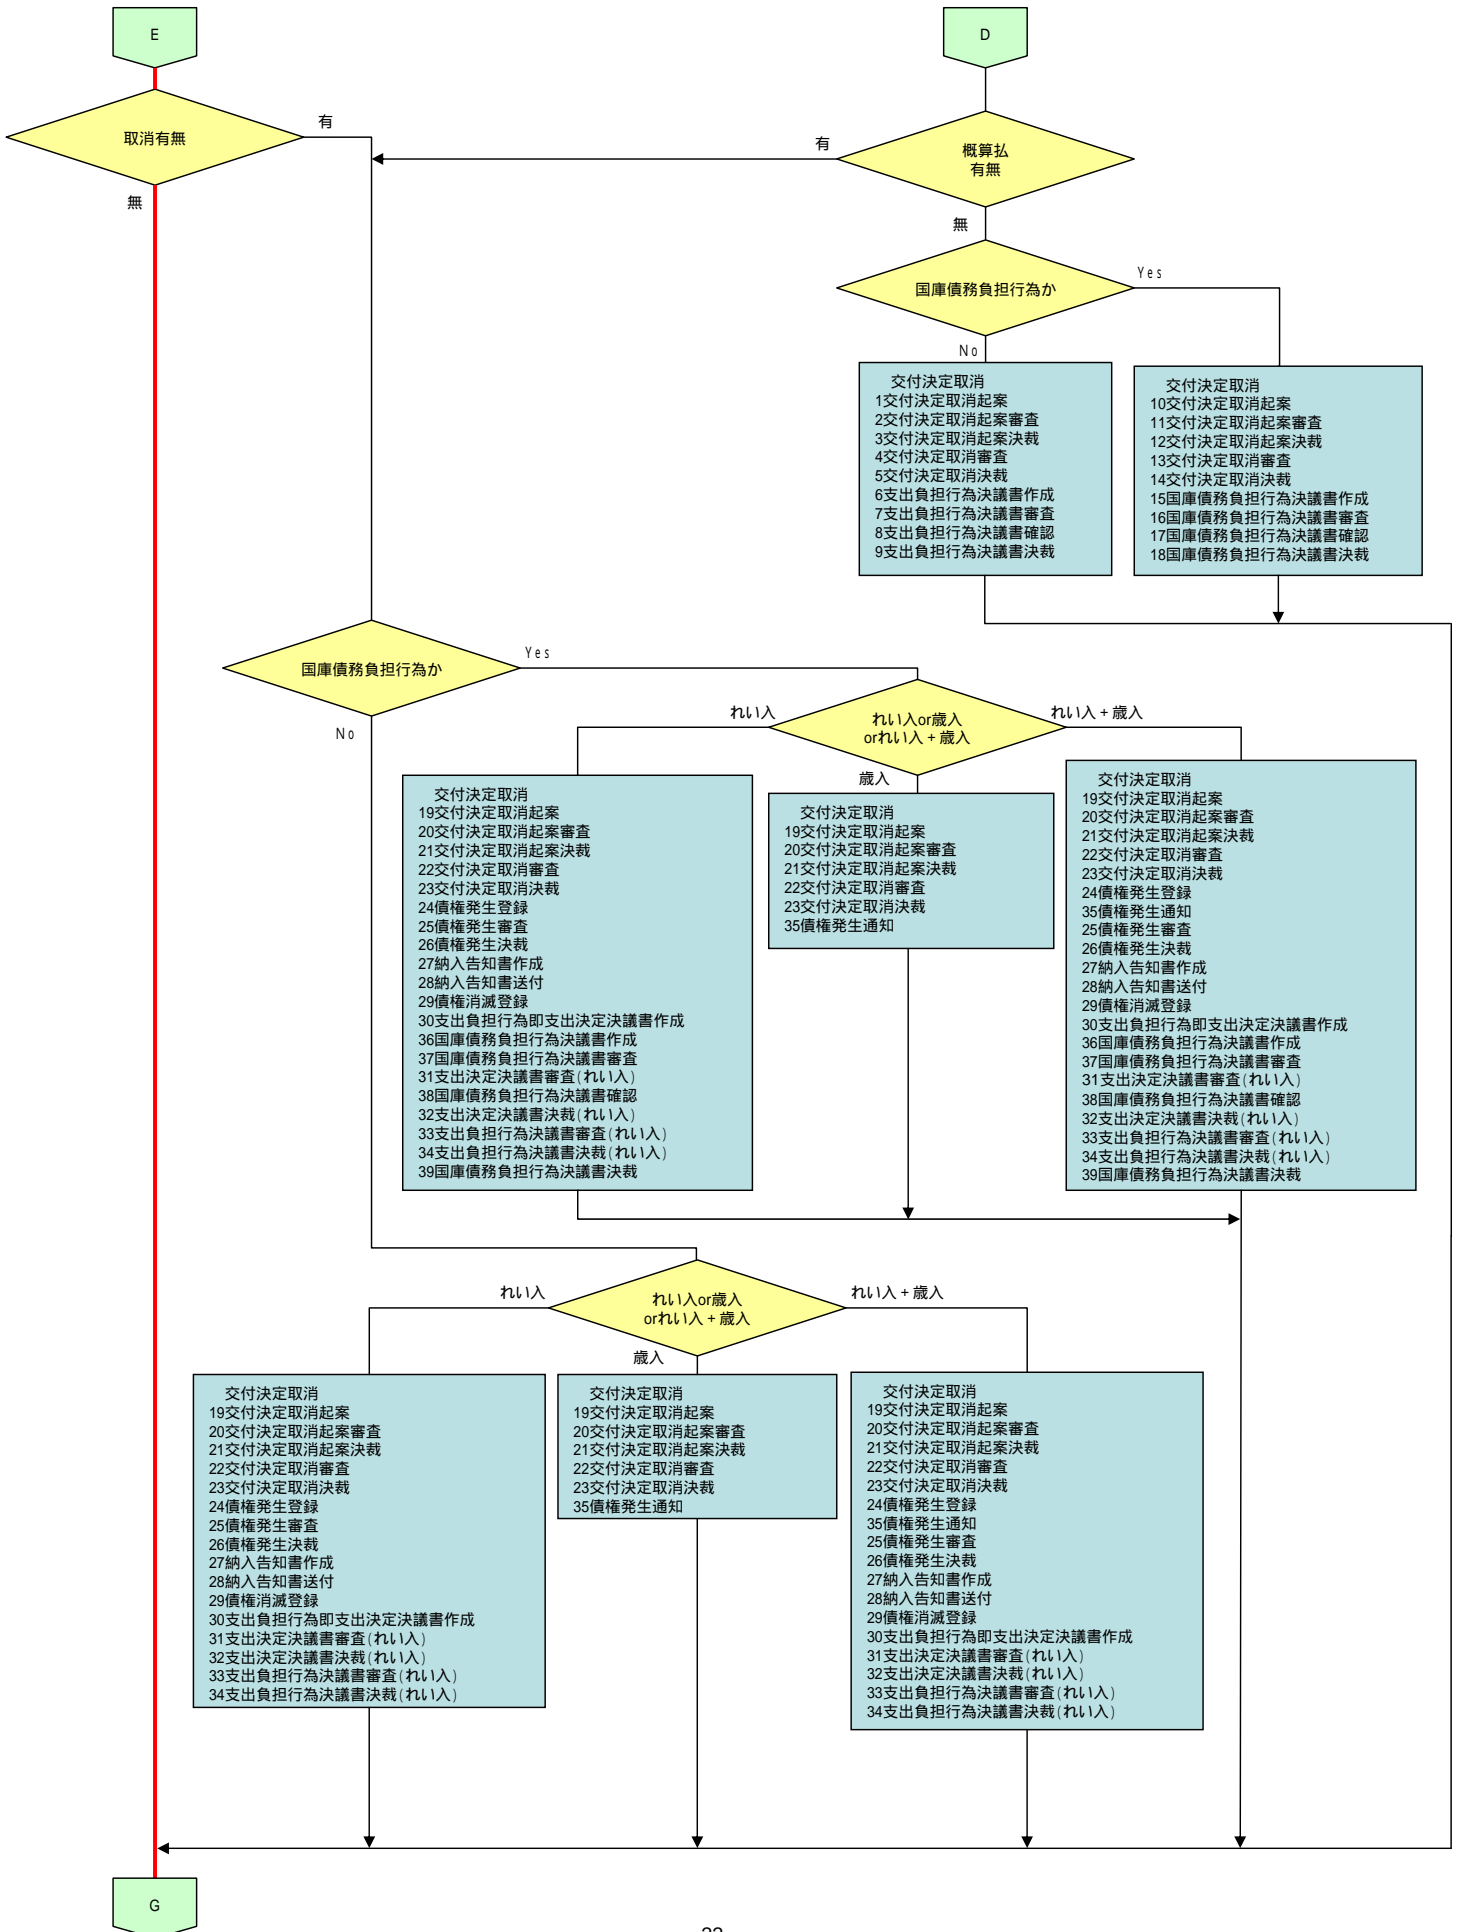 E
D
取消有無
有
無
概算払
有無
有
無
国庫債務負担行為か
Yes
No
交付決定取消
1交付決定取消起案
2交付決定取消起案審査
3交付決定取消起案決裁
4交付決定取消審査
5交付決定取消決裁
6支出負担行為決議書作成
7支出負担行為決議書審査
8支出負担行為決議書確認
9支出負担行為決議書決裁
交付決定取消
10交付決定取消起案
11交付決定取消起案審査
12交付決定取消起案決裁
13交付決定取消審査
14交付決定取消決裁
15国庫債務負担行為決議書作成
16国庫債務負担行為決議書審査
17国庫債務負担行為決議書確認
18国庫債務負担行為決議書決裁
国庫債務負担行為か
Yes
No
れい入or歳入
orれい入+歳入
れい入
歳入
れい入+歳入
交付決定取消
19交付決定取消起案
20交付決定取消起案審査
21交付決定取消起案決裁
22交付決定取消審査
23交付決定取消決裁
24債権発生登録
25債権発生審査
26債権発生決裁
27納入告知書作成
28納入告知書送付
29債権消滅登録
30支出負担行為即支出決定決議書作成
36国庫債務負担行為決議書作成
37国庫債務負担行為決議書審査
31支出決定決議書審査(れい入)
38国庫債務負担行為決議書確認
32支出決定決議書決裁(れい入)
33支出負担行為決議書審査(れい入)
34支出負担行為決議書決裁(れい入)
39国庫債務負担行為決議書決裁
交付決定取消
19交付決定取消起案
20交付決定取消起案審査
21交付決定取消起案決裁
22交付決定取消審査
23交付決定取消決裁
35債権発生通知
交付決定取消
19交付決定取消起案
20交付決定取消起案審査
21交付決定取消起案決裁
22交付決定取消審査
23交付決定取消決裁
24債権発生登録
35債権発生通知
25債権発生審査
26債権発生決裁
27納入告知書作成
28納入告知書送付
29債権消滅登録
30支出負担行為即支出決定決議書作成
36国庫債務負担行為決議書作成
37国庫債務負担行為決議書審査
31支出決定決議書審査(れい入)
38国庫債務負担行為決議書確認
32支出決定決議書決裁(れい入)
33支出負担行為決議書審査(れい入)
34支出負担行為決議書決裁(れい入)
39国庫債務負担行為決議書決裁
れい入or歳入
orれい入+歳入
れい入
歳入
れい入+歳入
交付決定取消
19交付決定取消起案
20交付決定取消起案審査
21交付決定取消起案決裁
22交付決定取消審査
23交付決定取消決裁
24債権発生登録
25債権発生審査
26債権発生決裁
27納入告知書作成
28納入告知書送付
29債権消滅登録
30支出負担行為即支出決定決議書作成
31支出決定決議書審査(れい入)
32支出決定決議書決裁(れい入)
33支出負担行為決議書審査(れい入)
34支出負担行為決議書決裁(れい入)
交付決定取消
19交付決定取消起案
20交付決定取消起案審査
21交付決定取消起案決裁
22交付決定取消審査
23交付決定取消決裁
35債権発生通知
交付決定取消
19交付決定取消起案
20交付決定取消起案審査
21交付決定取消起案決裁
22交付決定取消審査
23交付決定取消決裁
24債権発生登録
35債権発生通知
25債権発生審査
26債権発生決裁
27納入告知書作成
28納入告知書送付
29債権消滅登録
30支出負担行為即支出決定決議書作成
31支出決定決議書審査(れい入)
32支出決定決議書決裁(れい入)
33支出負担行為決議書審査(れい入)
34支出負担行為決議書決裁(れい入)
G